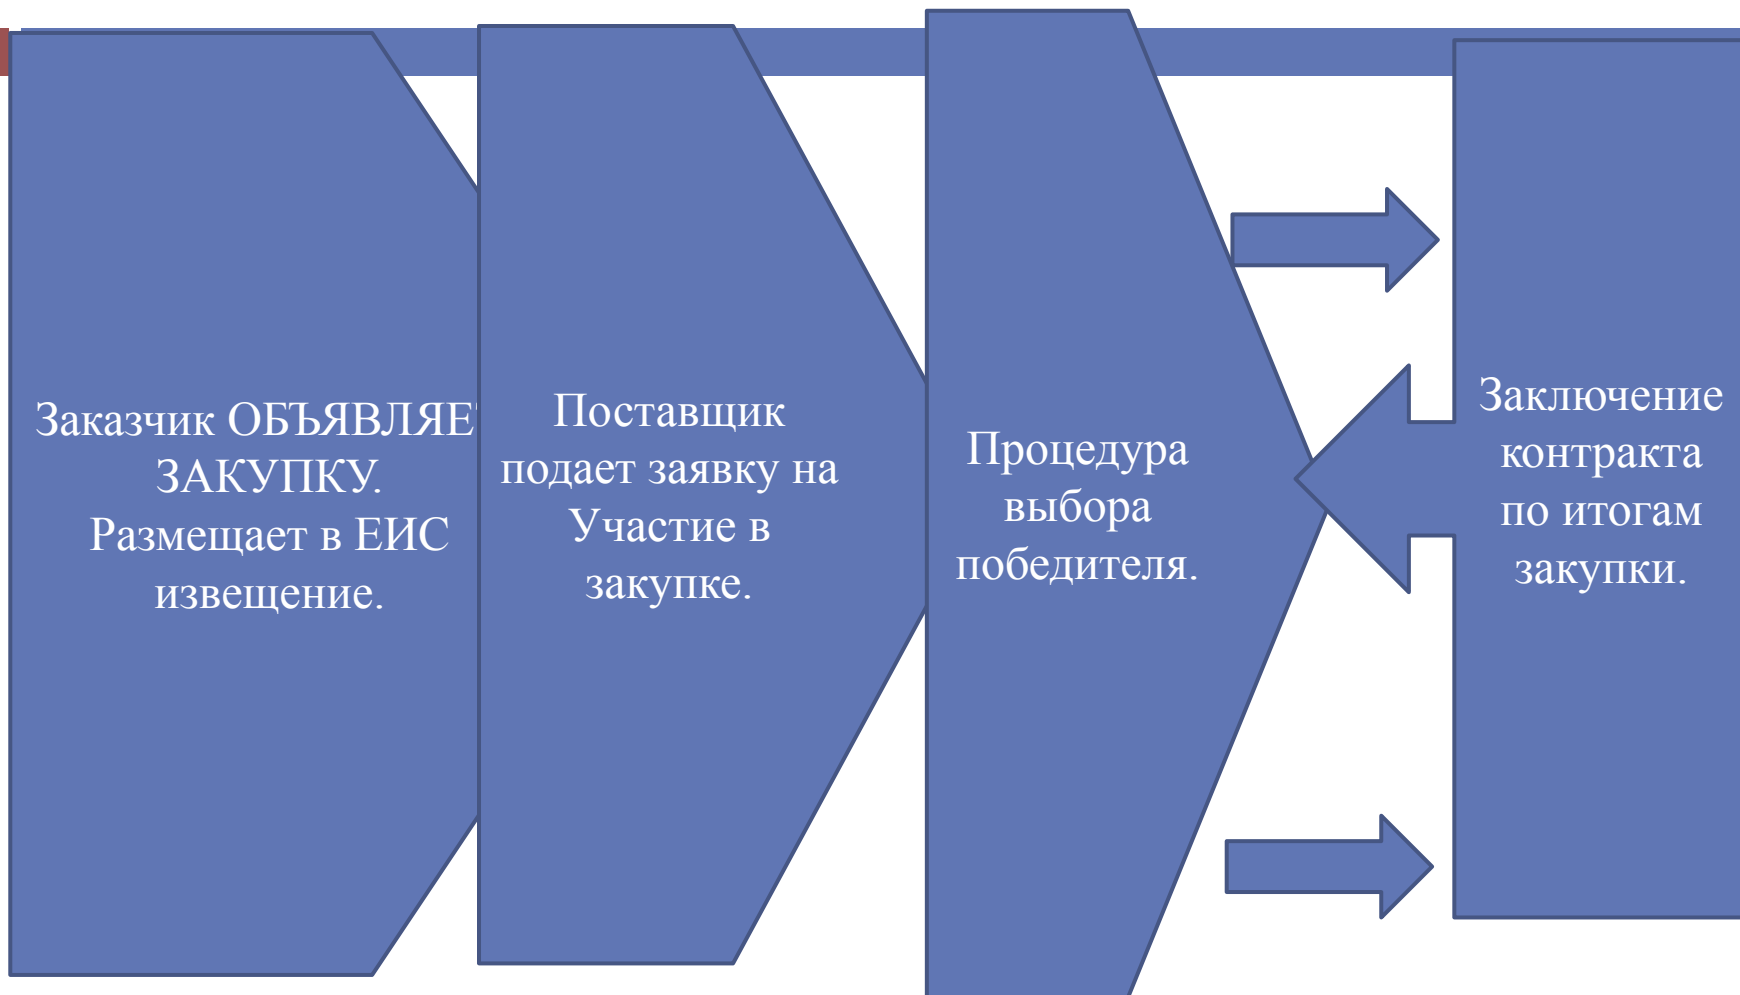 Заказчик ОБЪЯВЛЯЕТ
ЗАКУПКУ.
Размещает в ЕИС
извещение.
Поставщик
подает заявку на
Участие в
закупке.
Процедура
выбора
победителя.
Заключение
контракта
по итогам
закупки.